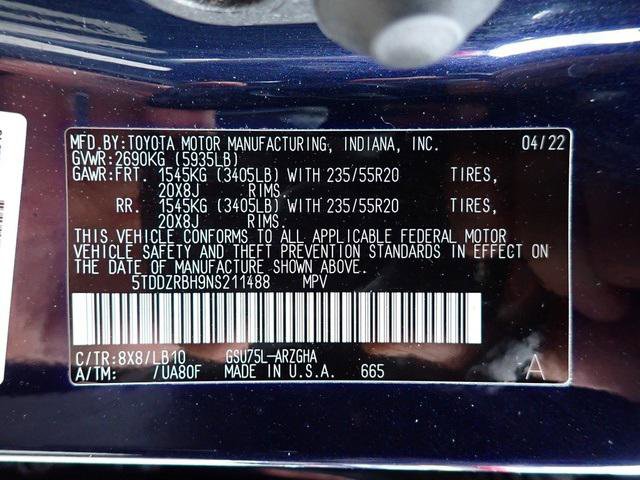 MFD.BY:TOYOTA MOTOR MANUFACTURING, INDIANA, INC. 04/22
GVWR:2690KG (5935LB)
GAWR:FRT. 1545KG (3405LB) WITH 235/55R20 TIRES,
20X8J RIMS.
RR. 1545KG (3405LB) WITH 235/55R20 TIRES,
20X8J RIMS.
THIS VEHICLE CONFORMS TO ALL APPLICABLE FEDERAL MOTOR
VEHICLE SAFETY AND THEFT PREVENTION STANDARDS IN EFFECT ON
THE DATE OF MANUFACTURE SHOWN ABOVE.
5TDDZRBH9NS211488 MPV
C/TR:8X8/LB10 GSU75L-ARZGHA
A/TM: /UA80F MADE IN U.S.A. 665 A